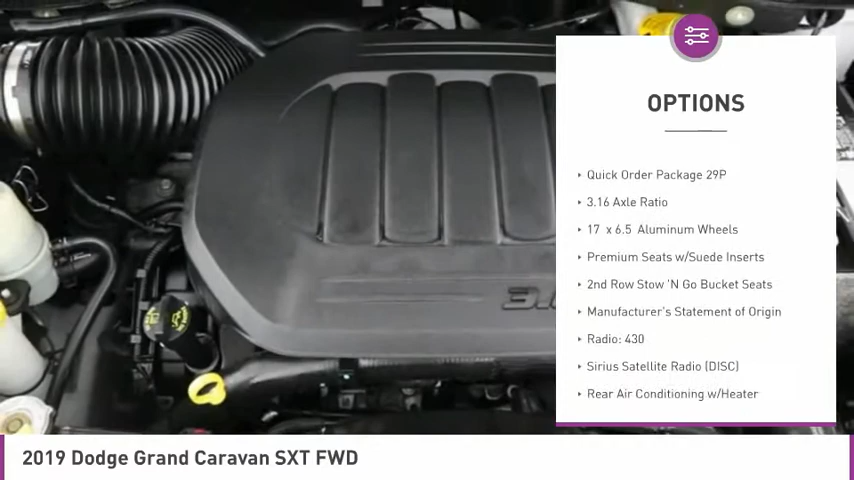 OPTIONS
Quick Order Package 29P
3.16 Axle Ratio
17 x 6.5 Aluminum Wheels
Premium Seats w/Suede Inserts
2nd Row Stow 'N Go Bucket Seats
Manufacturer's Statement of Origin
Radio: 430
Sirius Satellite Radio (DISC)
Rear Air Conditioning w/Heater
2019 Dodge Grand Caravan SXT FWD